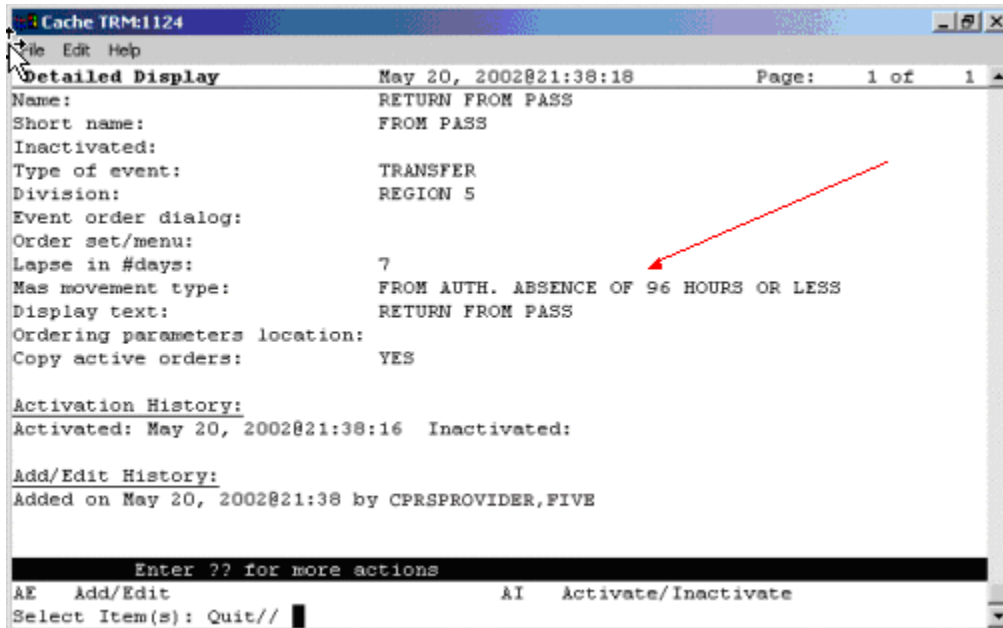 Cache TRM:1124
File Edit Help
Detailed Display May 20, 2002@21:38:18 Page: 1 of 1
Name: RETURN FROM PASS
Short name: FROM PASS
Inactivated:
Type of event: TRANSFER
Division: REGION 5
Event order dialog:
Order set/menu:
Lapse in #days: 7
Mas movement type: FROM AUTH. ABSENCE OF 96 HOURS OR LESS
Display text: RETURN FROM PASS
Ordering parameters location:
Copy active orders: YES
Activation History:
Activated: May 20, 2002@21:38:16 Inactivated:
Add/Edit History:
Added on May 20, 2002@21:38 by CPRSPROVIDER,FIVE
Enter ?? for more actions
AE Add/Edit AI Activate/Inactivate
Select Item(s): Quit//